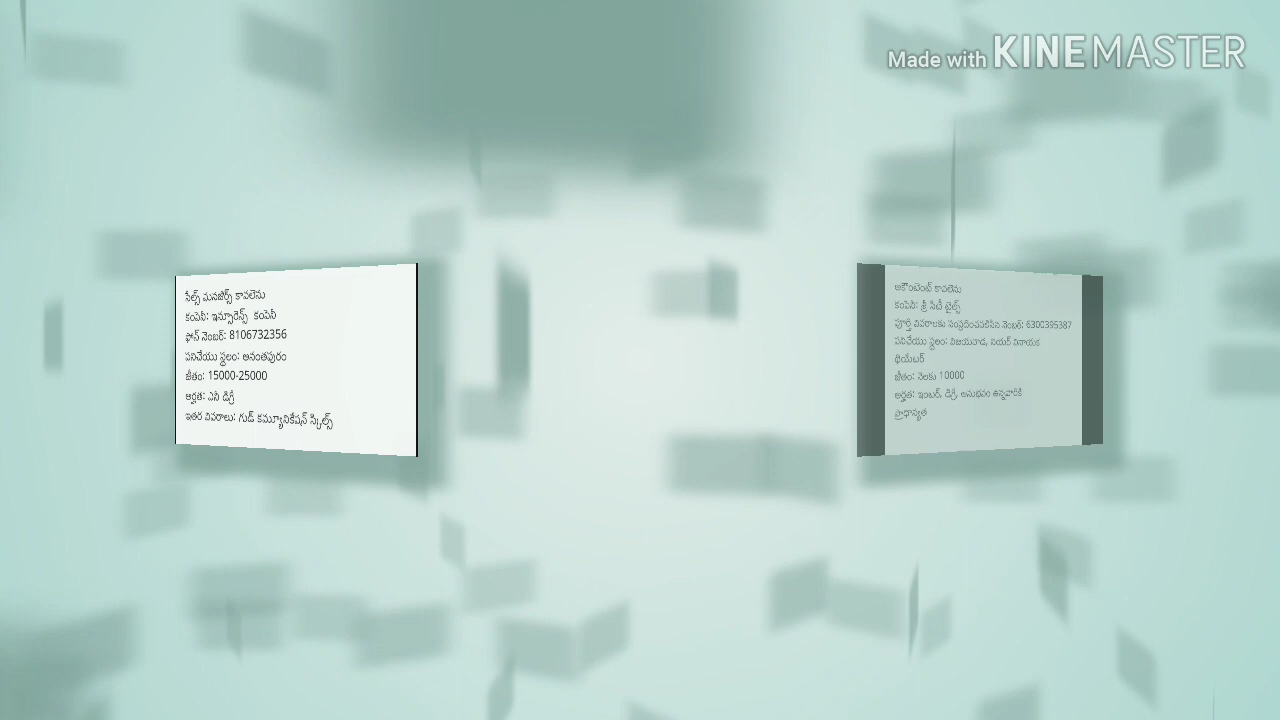 Made with KINEMASTER
సేల్స్ మేనేజర్స్ కావలెను
కంపెనీ: ఇన్సూరెన్స్ కంపెనీ
ఫోన్ నెంబర్: 8106732356
పనిచేయు స్థలం: అనంతపురం
జీతం: 15000-25000
అర్హత: ఎనీ డిగ్రీ
ఇతర వివరాలు: గుడ్ కమ్యూనికేషన్ స్కిల్స్
అకౌంటెంట్ కావలెను
కంపెనీ: శ్రీ సిటీ టైల్స్
పూర్తి వివరాలకు సంప్రదించవలసిన నెంబర్: 6300395387
పనిచేయు స్థలం: విజయవాడ, నియర్ వినాయక
థియేటర్
జీతం: నెలకు 10000
అర్హత: ఇంటర్, డిగ్రీ, అనుభవం ఉన్నవారికి
ప్రాధాన్యత